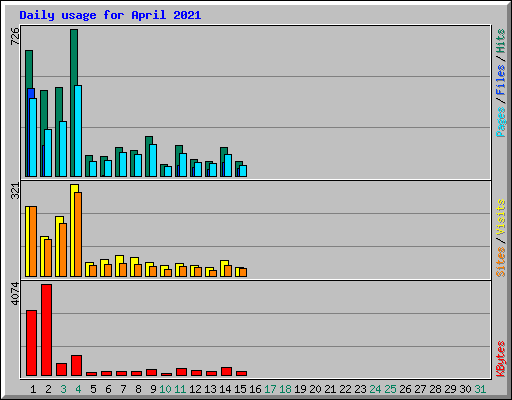 Daily usage for April 2021
726
Pages / Files / Hits
321
Sites / Visits
4074
KBytes
1 2 3 4 5 6 7 8 9 10 11 12 13 14 15 16 17 18 19 20 21 22 23 24 25 26 27 28 29 30 31